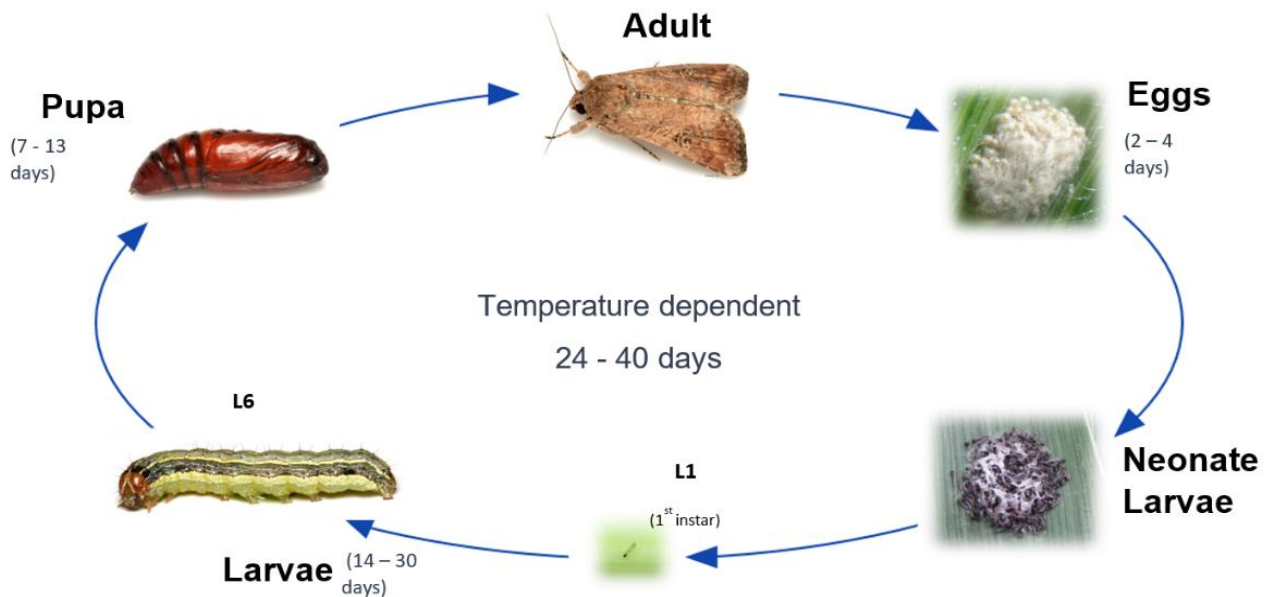 Adult
Pupa
(7 - 13
days)
Eggs
(2 – 4
days)
Temperature dependent
24 - 40 days
L6
L1
(1st instar)
Neonate
Larvae
Larvae (14 – 30
days)